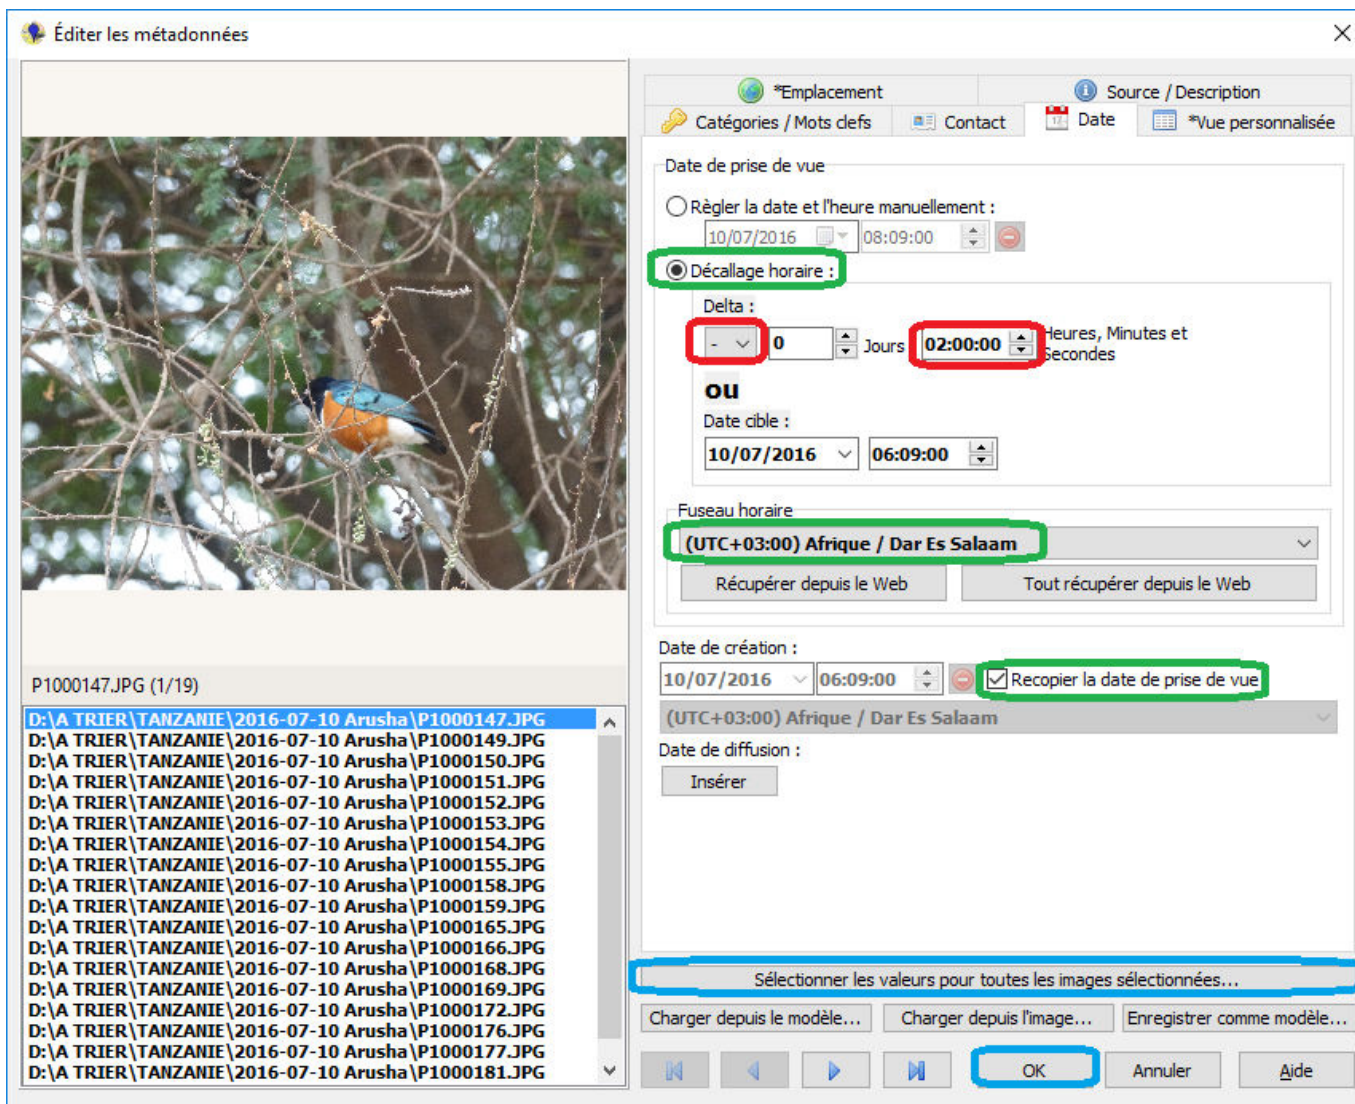 Éditer les métadonnées
*Emplacement
Source / Description
Catégories / Mots clefs
Contact
Date
*Vue personnalisée
Date de prise de vue
Règler la date et l'heure manuellement :
10/07/2016
08:09:00
Décallage horaire :
Delta :
-
0
Jours
02:00:00
Heures, Minutes et
Secondes
ou
Date cible :
10/07/2016
06:09:00
Fuseau horaire
(UTC+03:00) Afrique / Dar Es Salaam
Récupérer depuis le Web
Tout récupérer depuis le Web
Date de création :
10/07/2016
06:09:00
Recopier la date de prise de vue
(UTC+03:00) Afrique / Dar Es Salaam
Date de diffusion :
Insérer
P1000147.JPG (1/19)
D:\A TRIER\TANZANIE\2016-07-10 Arusha\P1000147.JPG
D:\A TRIER\TANZANIE\2016-07-10 Arusha\P1000149.JPG
D:\A TRIER\TANZANIE\2016-07-10 Arusha\P1000150.JPG
D:\A TRIER\TANZANIE\2016-07-10 Arusha\P1000151.JPG
D:\A TRIER\TANZANIE\2016-07-10 Arusha\P1000152.JPG
D:\A TRIER\TANZANIE\2016-07-10 Arusha\P1000153.JPG
D:\A TRIER\TANZANIE\2016-07-10 Arusha\P1000154.JPG
D:\A TRIER\TANZANIE\2016-07-10 Arusha\P1000155.JPG
D:\A TRIER\TANZANIE\2016-07-10 Arusha\P1000158.JPG
D:\A TRIER\TANZANIE\2016-07-10 Arusha\P1000159.JPG
D:\A TRIER\TANZANIE\2016-07-10 Arusha\P1000165.JPG
D:\A TRIER\TANZANIE\2016-07-10 Arusha\P1000166.JPG
D:\A TRIER\TANZANIE\2016-07-10 Arusha\P1000168.JPG
D:\A TRIER\TANZANIE\2016-07-10 Arusha\P1000169.JPG
D:\A TRIER\TANZANIE\2016-07-10 Arusha\P1000172.JPG
D:\A TRIER\TANZANIE\2016-07-10 Arusha\P1000176.JPG
D:\A TRIER\TANZANIE\2016-07-10 Arusha\P1000177.JPG
D:\A TRIER\TANZANIE\2016-07-10 Arusha\P1000181.JPG
Sélectionner les valeurs pour toutes les images sélectionnées...
Charger depuis le modèle...
Charger depuis l'image...
Enregistrer comme modèle...
OK
Annuler
Aide